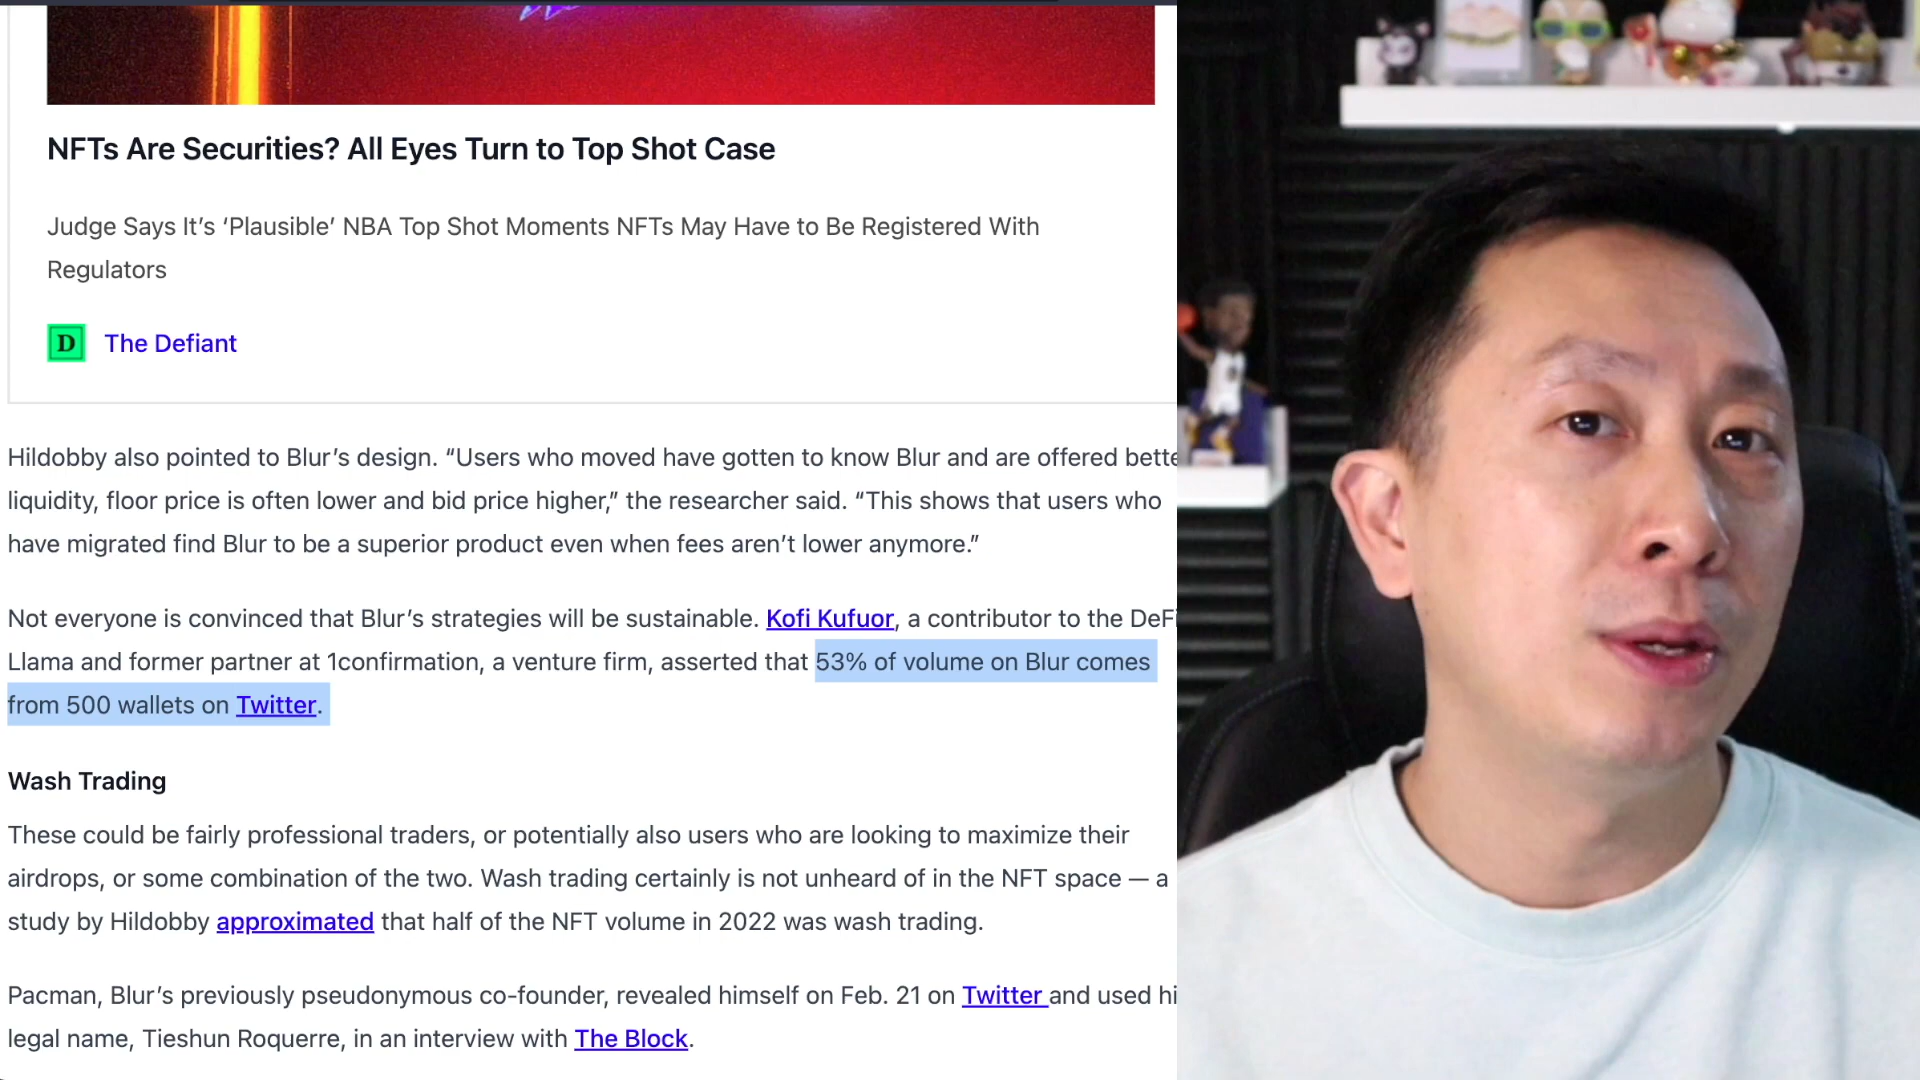 NFTs Are Securities? All Eyes Turn to Top Shot Case
Judge Says It’s ‘Plausible’ NBA Top Shot Moments NFTs May Have to Be Registered With
Regulators
D The Defiant
Hildobby also pointed to Blur’s design. “Users who moved have gotten to know Blur and are offered bette
liquidity, floor price is often lower and bid price higher,” the researcher said. “This shows that users who
have migrated find Blur to be a superior product even when fees aren’t lower anymore.”
Not everyone is convinced that Blur’s strategies will be sustainable. Kofi Kufuor, a contributor to the DeFi
Llama and former partner at 1confirmation, a venture firm, asserted that 53% of volume on Blur comes
from 500 wallets on Twitter.
Wash Trading
These could be fairly professional traders, or potentially also users who are looking to maximize their
airdrops, or some combination of the two. Wash trading certainly is not unheard of in the NFT space — a
study by Hildobby approximated that half of the NFT volume in 2022 was wash trading.
Pacman, Blur’s previously pseudonymous co-founder, revealed himself on Feb. 21 on Twitter and used hi
legal name, Tieshun Roquerre, in an interview with The Block.